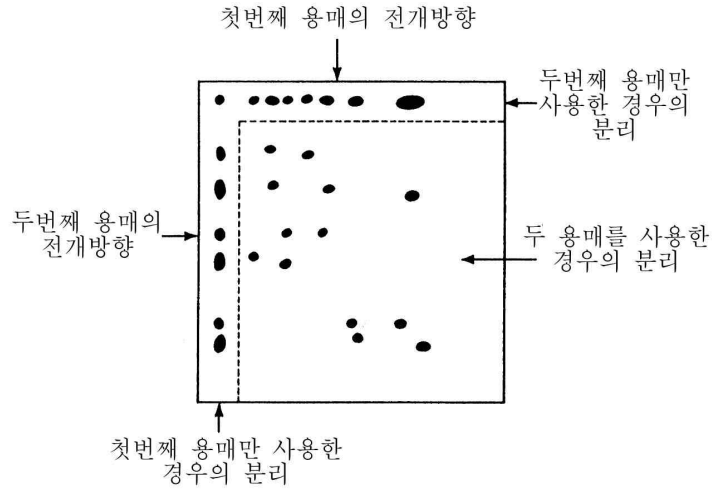 첫번째 용매의 전개방향
두번째 용매만
사용한 경우의
분리
두번째 용매의
전개방향
두 용매를 사용한
경우의 분리
첫번째 용매만 사용한
경우의 분리